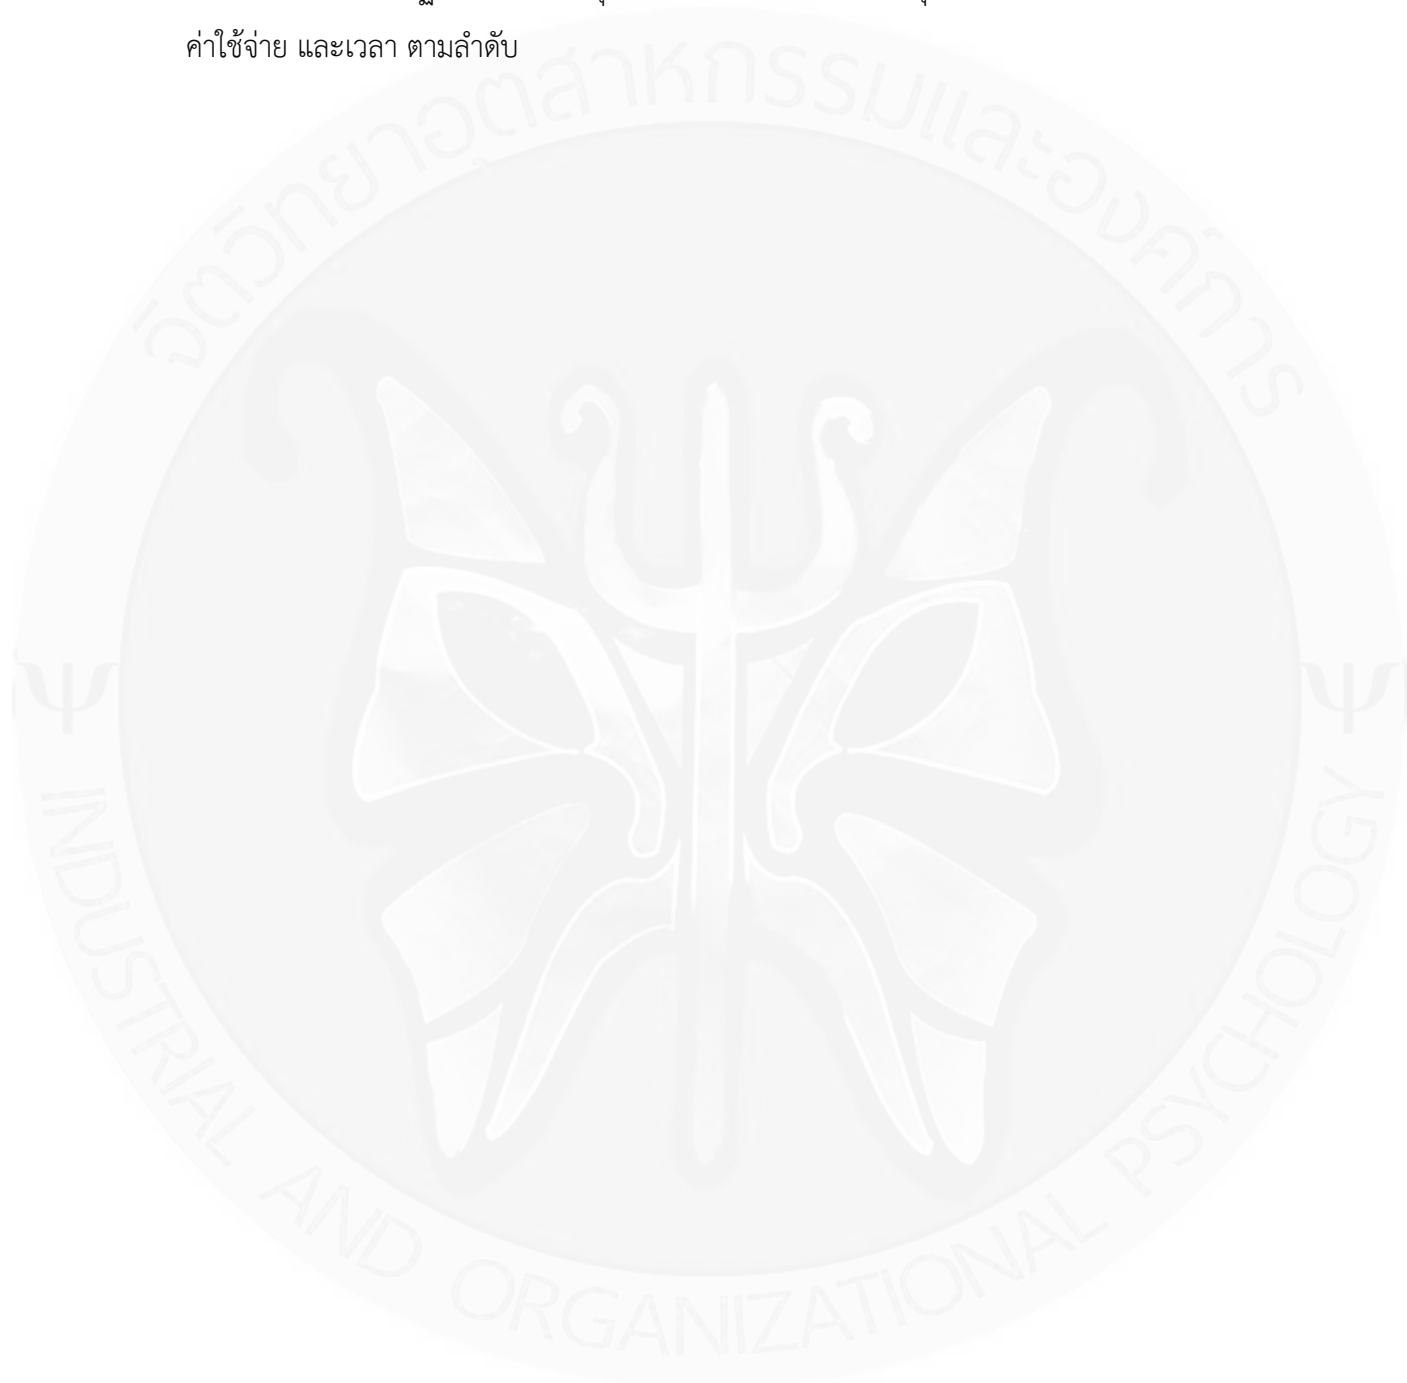 ค่าใช้จ่าย และเวลา ตามลำดับ
จิตวิทยาอุตสาหกรรมและองค์การ
Ψ Ψ
INDUSTRIAL AND ORGANIZATIONAL PSYCHOLOGY